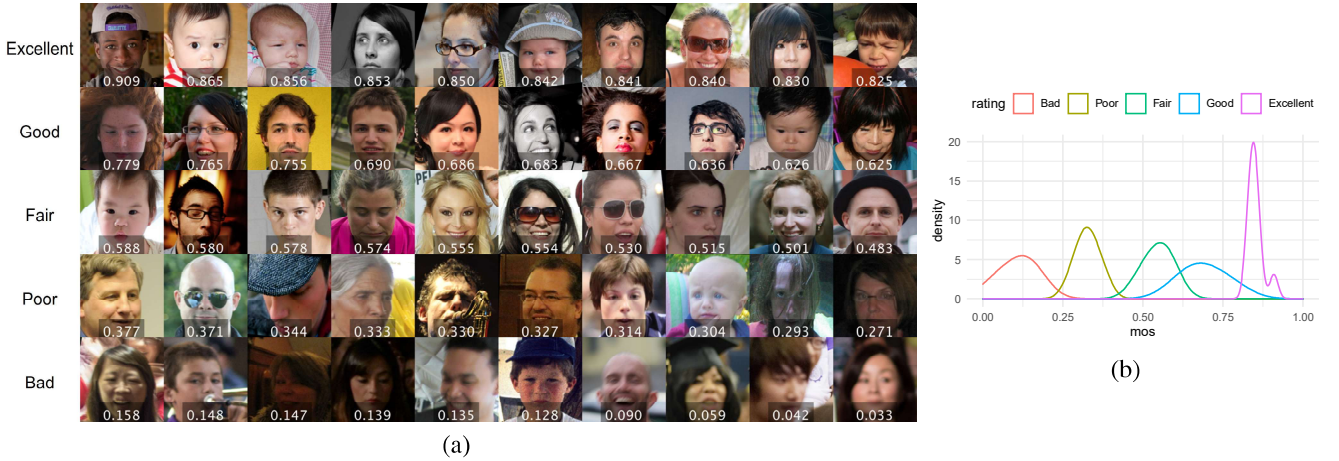 Excellent
0.909 0.865 0.856 0.853 0.850 0.842 0.841 0.840 0.830 0.825
Good
0.779 0.765 0.755 0.690 0.686 0.683 0.667 0.636 0.626 0.625
Fair
0.588 0.580 0.578 0.574 0.555 0.554 0.530 0.515 0.501 0.483
Poor
0.377 0.371 0.344 0.333 0.330 0.327 0.314 0.304 0.293 0.271
Bad
0.158 0.148 0.147 0.139 0.135 0.128 0.090 0.059 0.042 0.033
(a)
rating Bad Poor Fair Good Excellent
density
20
15
10
5
0
0.00 0.25 0.50 0.75 1.00
mos
(b)